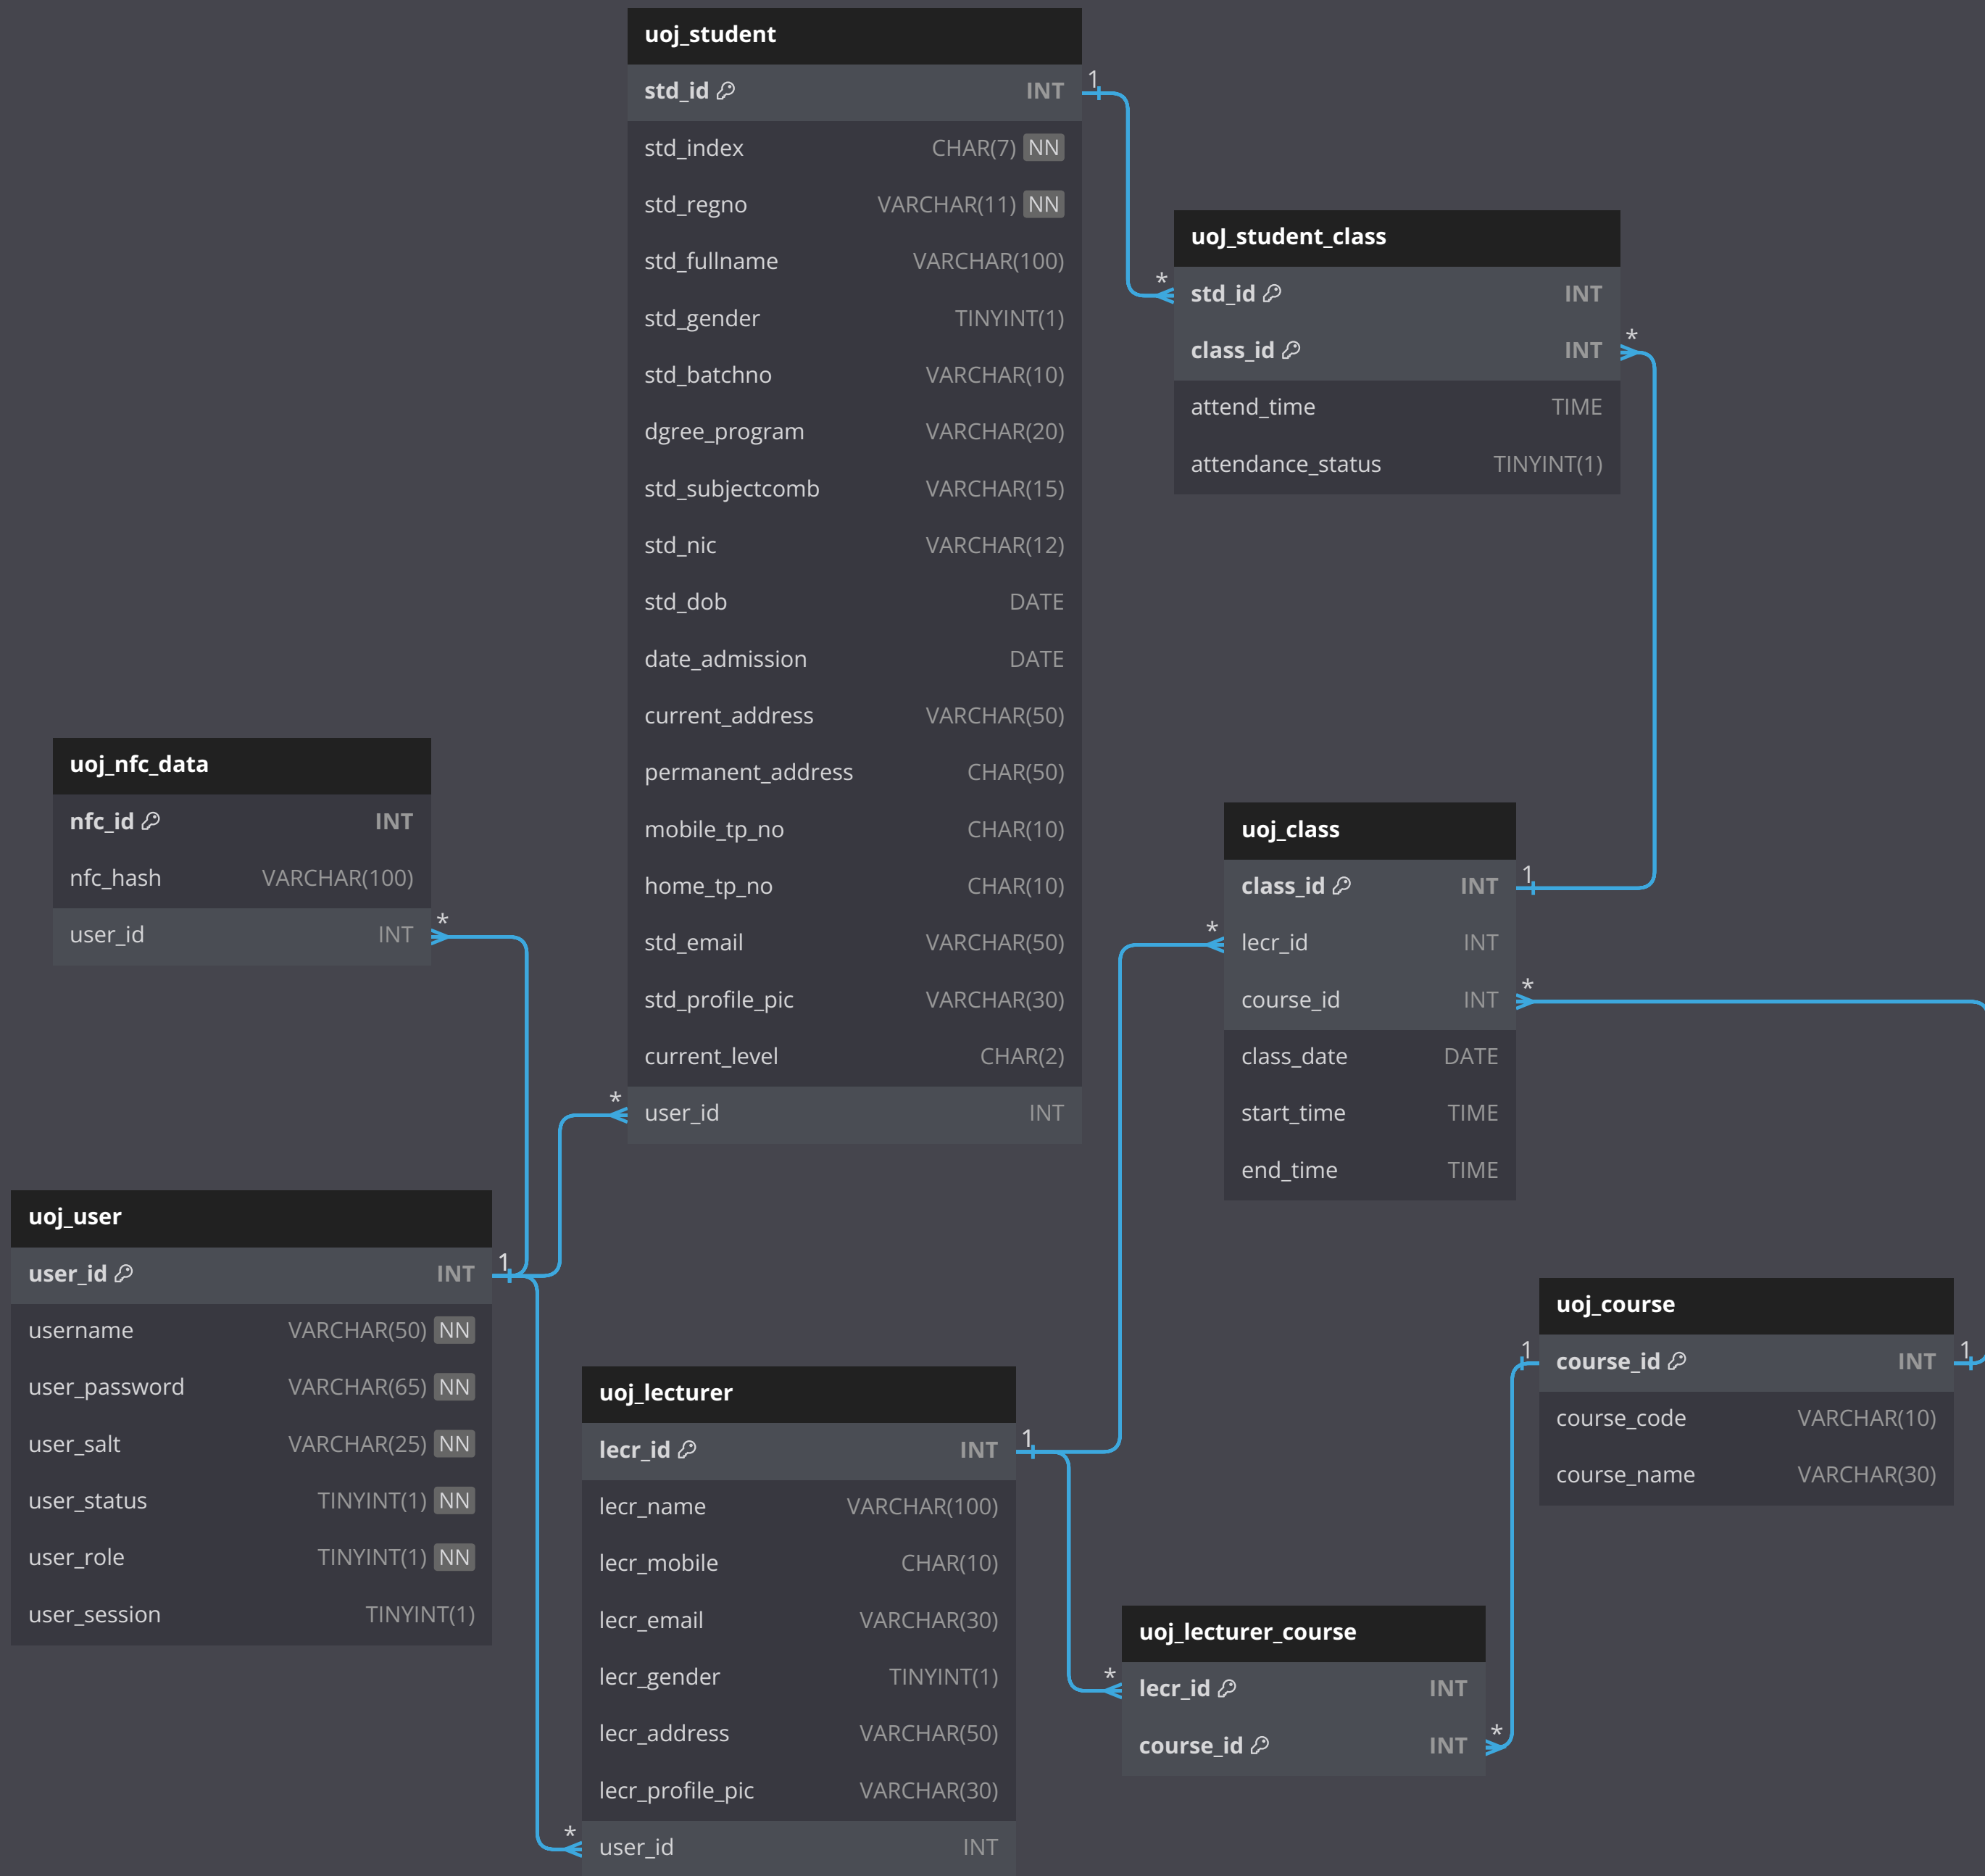 uoj_student
std_id INT
std_index CHAR(7) NN
std_regno VARCHAR(11) NN
std_fullname VARCHAR(100)
std_gender TINYINT(1)
std_batchno VARCHAR(10)
dgree_program VARCHAR(20)
std_subjectcomb VARCHAR(15)
std_nic VARCHAR(12)
std_dob DATE
date_admission DATE
current_address VARCHAR(50)
permanent_address CHAR(50)
mobile_tp_no CHAR(10)
home_tp_no CHAR(10)
std_email VARCHAR(50)
std_profile_pic VARCHAR(30)
current_level CHAR(2)
user_id INT
1
*
uoJ_student_class
std_id INT
class_id INT
attend_time TIME
attendance_status TINYINT(1)
*
*
uoj_nfc_data
nfc_id INT
nfc_hash VARCHAR(100)
user_id INT
*
uoj_class
class_id INT
lecr_id INT
course_id INT
class_date DATE
start_time TIME
end_time TIME
1
*
*
uoj_user
user_id INT
username VARCHAR(50) NN
user_password VARCHAR(65) NN
user_salt VARCHAR(25) NN
user_status TINYINT(1) NN
user_role TINYINT(1) NN
user_session TINYINT(1)
1
uoj_lecturer
lecr_id INT
lecr_name VARCHAR(100)
lecr_mobile CHAR(10)
lecr_email VARCHAR(30)
lecr_gender TINYINT(1)
lecr_address VARCHAR(50)
lecr_profile_pic VARCHAR(30)
user_id INT
1
*
uoj_course
course_id INT
course_code VARCHAR(10)
course_name VARCHAR(30)
1
1
uoj_lecturer_course
lecr_id INT
course_id INT
*
*